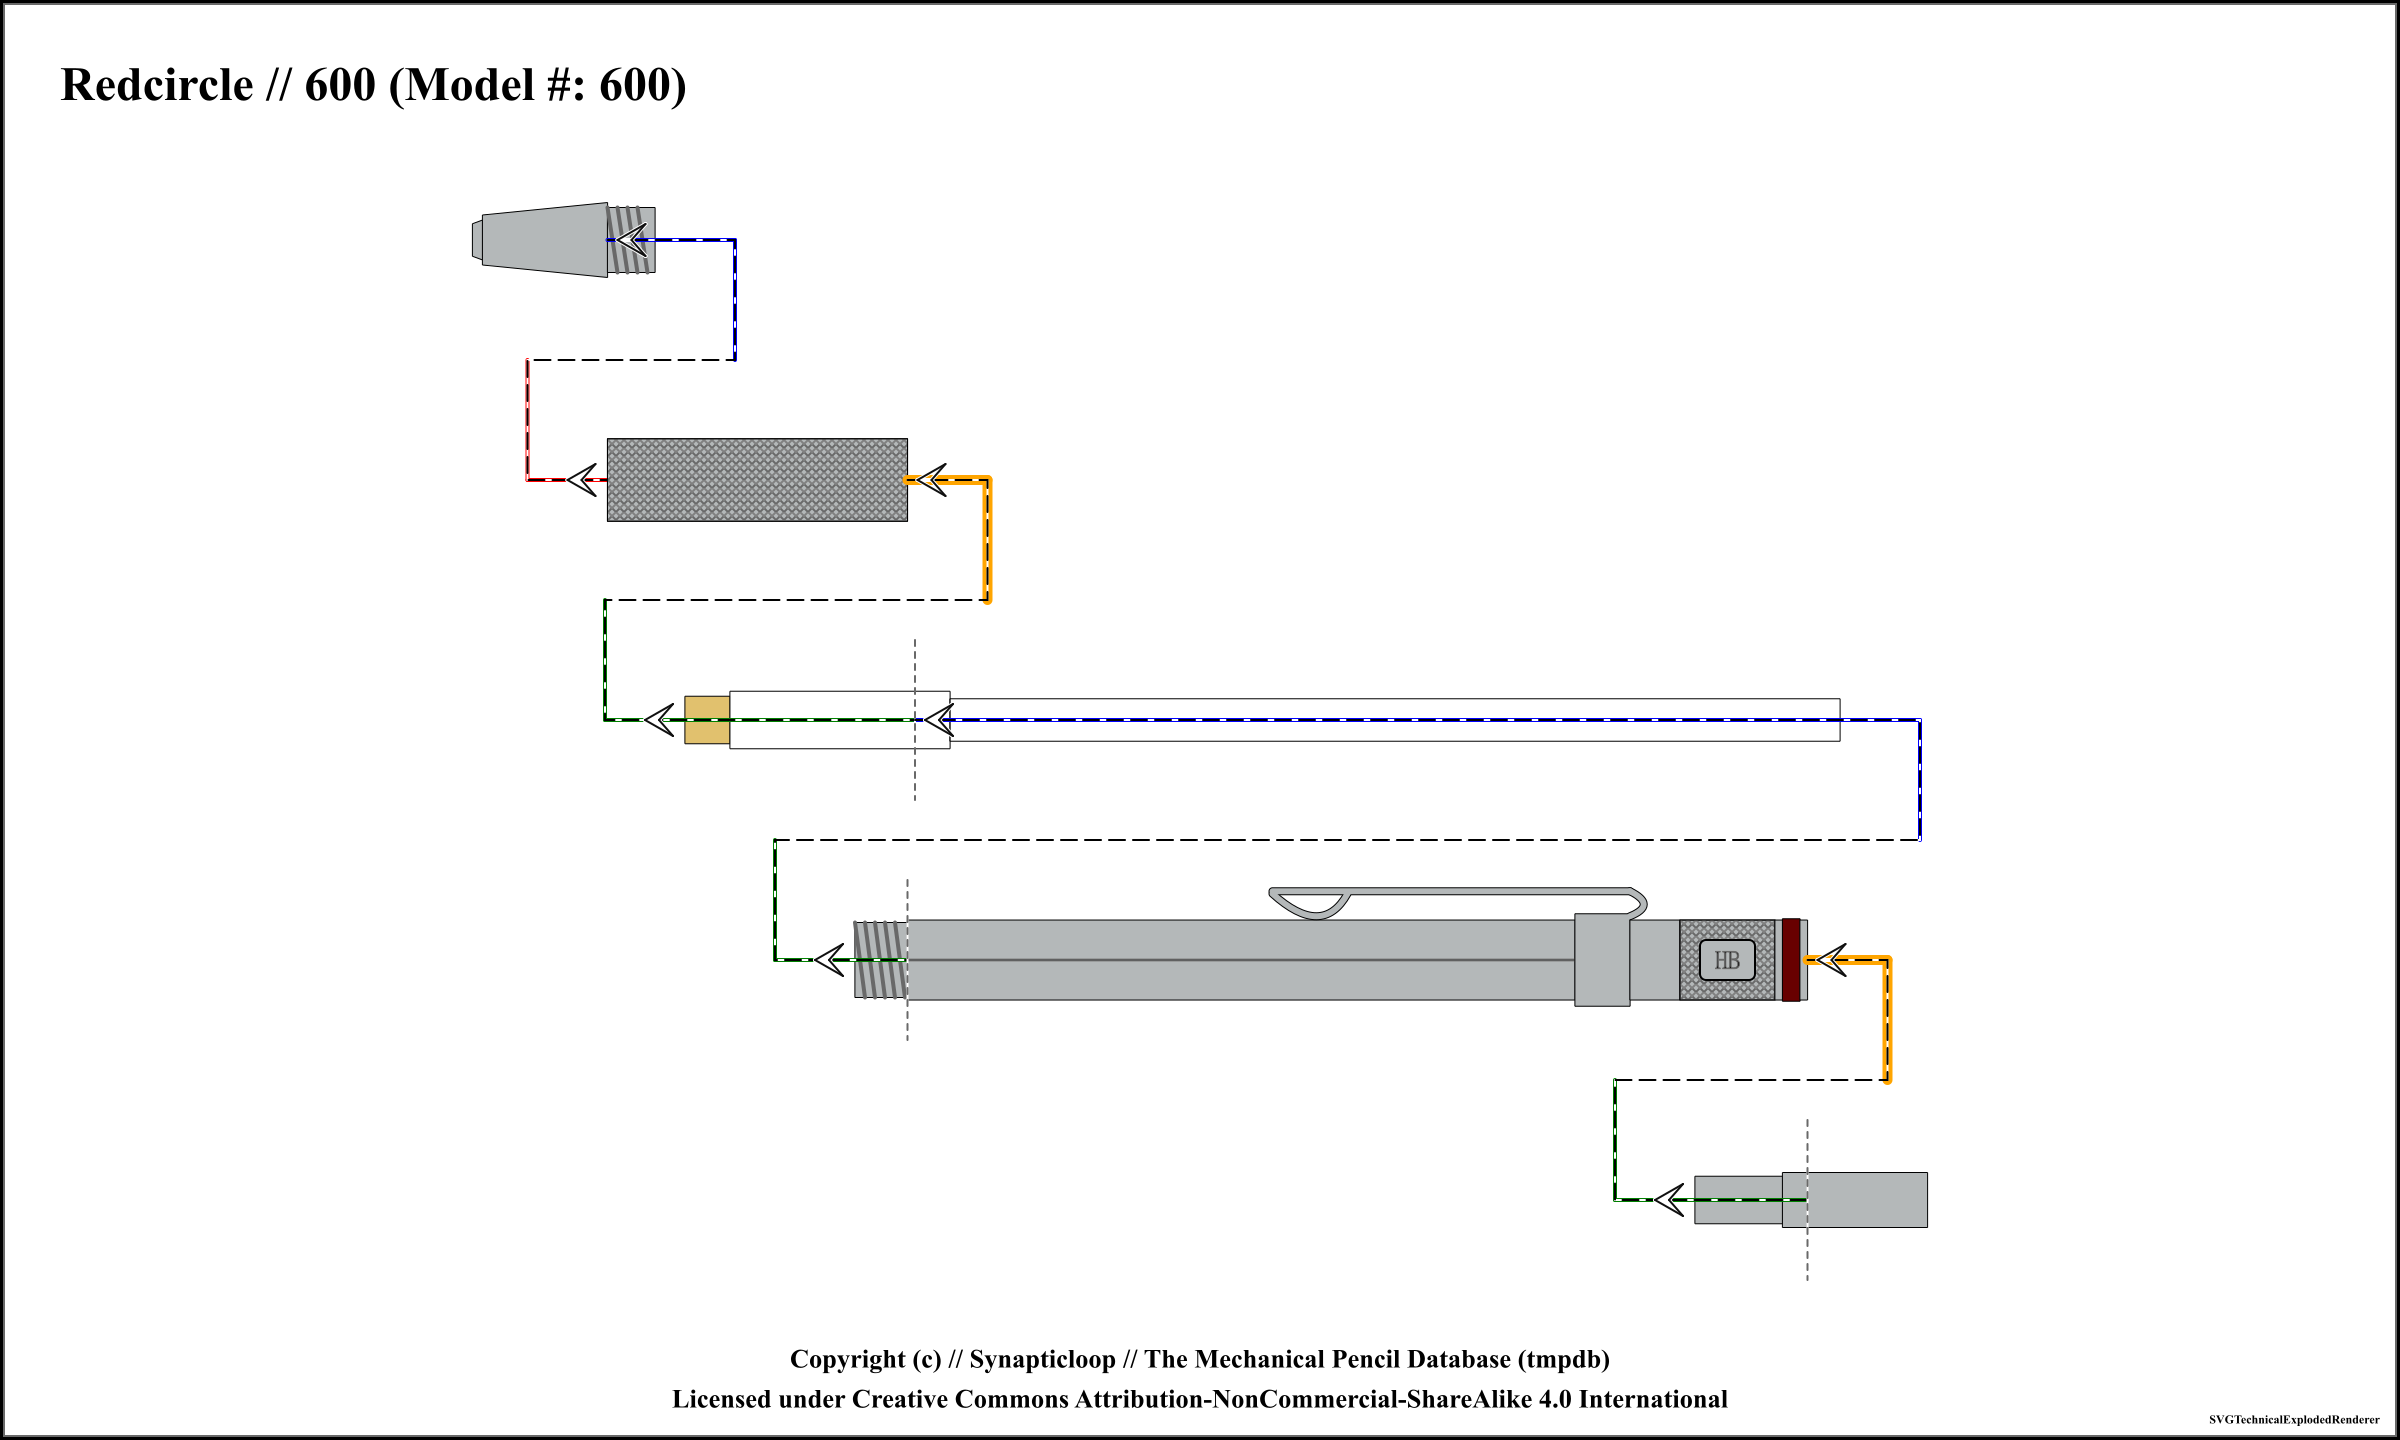 Redcircle // 600 (Model #: 600)
HB
Copyright (c) // Synapticloop // The Mechanical Pencil Database (tmpdb)
Licensed under Creative Commons Attribution-NonCommercial-ShareAlike 4.0 International
SVGTechnicalExplodedRenderer